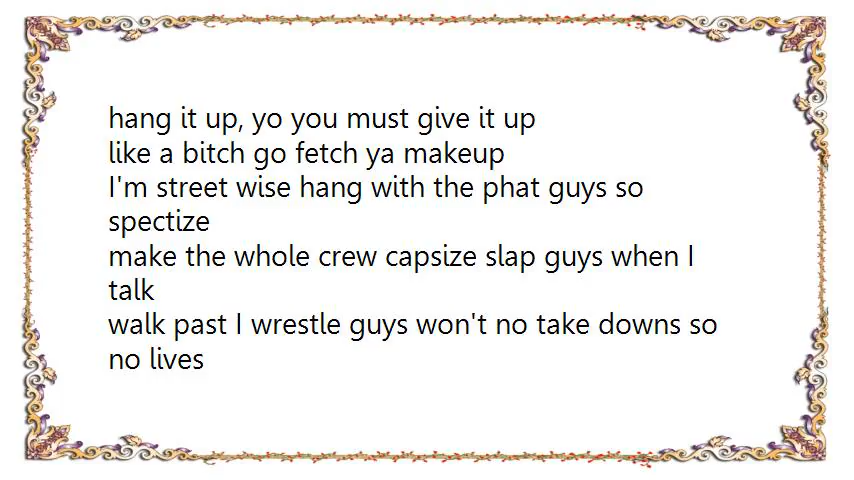 hang it up, yo you must give it up
like a bitch go fetch ya makeup
I'm street wise hang with the phat guys so
spectize
make the whole crew capsize slap guys when I
talk
walk past I wrestle guys won't no take downs so
no lives